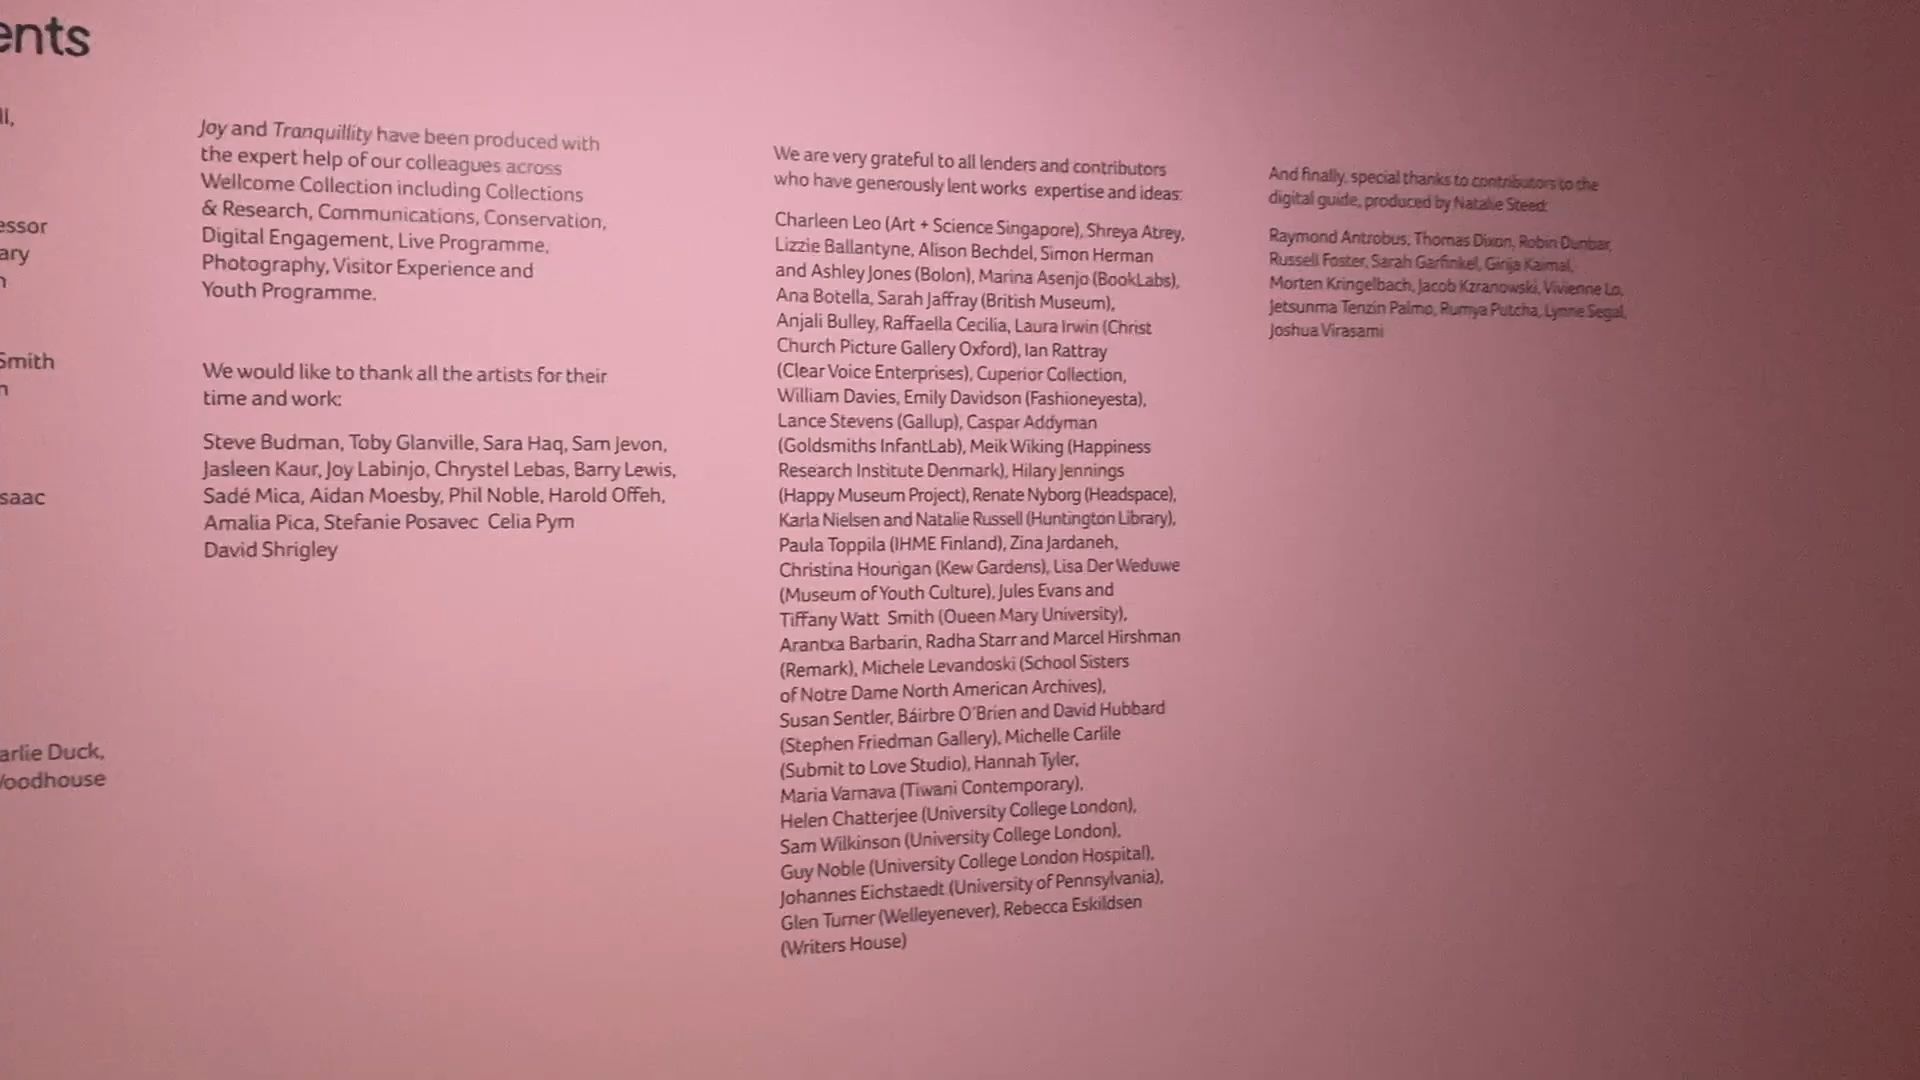 ents
ll,
essor
ary
n
Smith
n
saac
arlie Duck,
Woodhouse
Joy and Tranquillity have been produced with
the expert help of our colleagues across
Wellcome Collection including Collections
& Research, Communications, Conservation,
Digital Engagement, Live Programme,
Photography, Visitor Experience and
Youth Programme.
We would like to thank all the artists for their
time and work:
Steve Budman, Toby Glanville, Sara Haq, Sam Jevon,
Jasleen Kaur, Joy Labinjo, Chrystel Lebas, Barry Lewis,
Sadé Mica, Aidan Moesby, Phil Noble, Harold Offeh,
Amalia Pica, Stefanie Posavec Celia Pym
David Shrigley
We are very grateful to all lenders and contributors
who have generously lent works expertise and ideas:
Charleen Leo (Art + Science Singapore), Shreya Atrey,
Lizzie Ballantyne, Alison Bechdel, Simon Herman
and Ashley Jones (Bolon), Marina Asenjo (BookLabs),
Ana Botella, Sarah Jaffray (British Museum),
Anjali Bulley, Raffaella Cecilia, Laura Irwin (Christ
Church Picture Gallery Oxford), Ian Rattray
(Clear Voice Enterprises), Cuperior Collection,
William Davies, Emily Davidson (Fashioneyesta),
Lance Stevens (Gallup), Caspar Addyman
(Goldsmiths InfantLab), Meik Wiking (Happiness
Research Institute Denmark), Hilary Jennings
(Happy Museum Project), Renate Nyborg (Headspace),
Karla Nielsen and Natalie Russell (Huntington Library),
Paula Toppila (IHME Finland), Zina Jardaneh,
Christina Hourigan (Kew Gardens), Lisa Der Weduwe
(Museum of Youth Culture), Jules Evans and
Tiffany Watt Smith (Queen Mary University),
Arantxa Barbarin, Radha Starr and Marcel Hirshman
(Remark), Michele Levandoski (School Sisters
of Notre Dame North American Archives),
Susan Sentler, Báirbre O'Brien and David Hubbard
(Stephen Friedman Gallery), Michelle Carlile
(Submit to Love Studio), Hannah Tyler,
Maria Varnava (Tiwani Contemporary),
Helen Chatterjee (University College London),
Sam Wilkinson (University College London),
Guy Noble (University College London Hospital),
Johannes Eichstaedt (University of Pennsylvania),
Glen Turner (Welleyenever), Rebecca Eskildsen
(Writers House)
And finally, special thanks to contributors to the
digital guide, produced by Natalie Steed:
Raymond Antrobus, Thomas Dixon, Robin Dunbar,
Russell Foster, Sarah Garfinkel, Girija Kaimal,
Morten Kringelbach, Jacob Kzranowski, Vivienne Lo,
Jetsunma Tenzin Palmo, Rumya Putcha, Lynne Segal,
Joshua Virasami